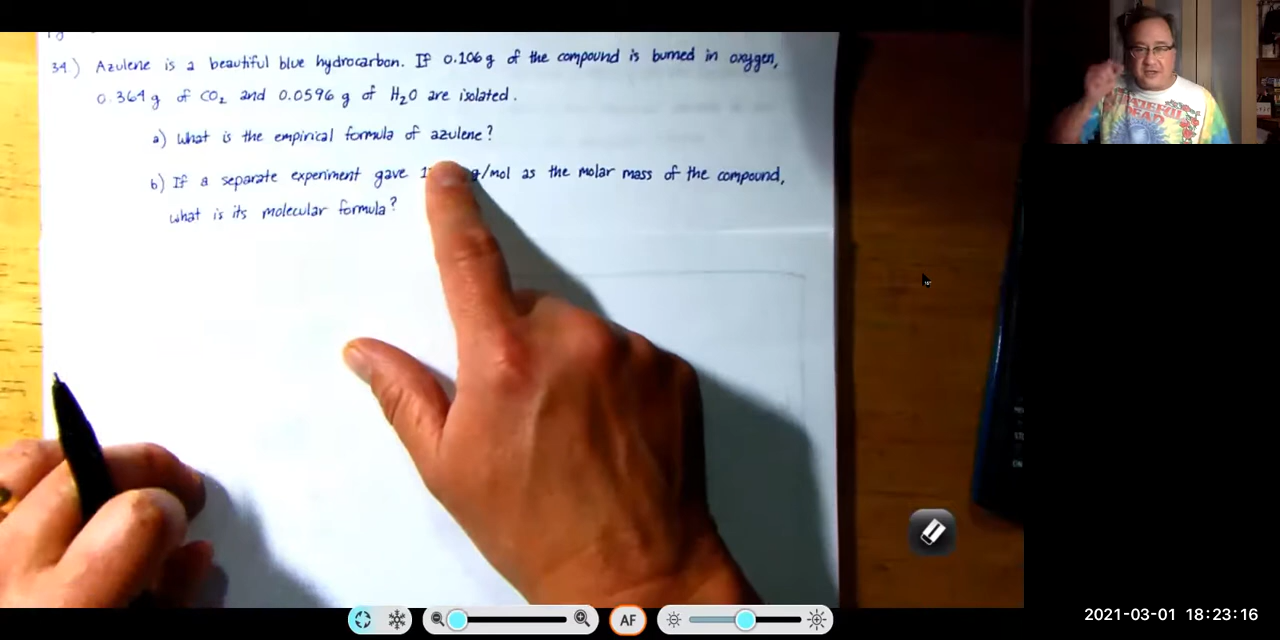 34.) Azulene is a beautiful blue hydrocarbon. If 0.106 g of the compound is burned in oxygen,
0.364 g of CO2 and 0.0596 g of H2O are isolated.
a) What is the empirical formula of azulene?
b) If a separate experiment gave g/mol as the molar mass of the compound,
what is its molecular formula?
GRATEFUL
DEAD
AF
2021-03-01 18:23:16